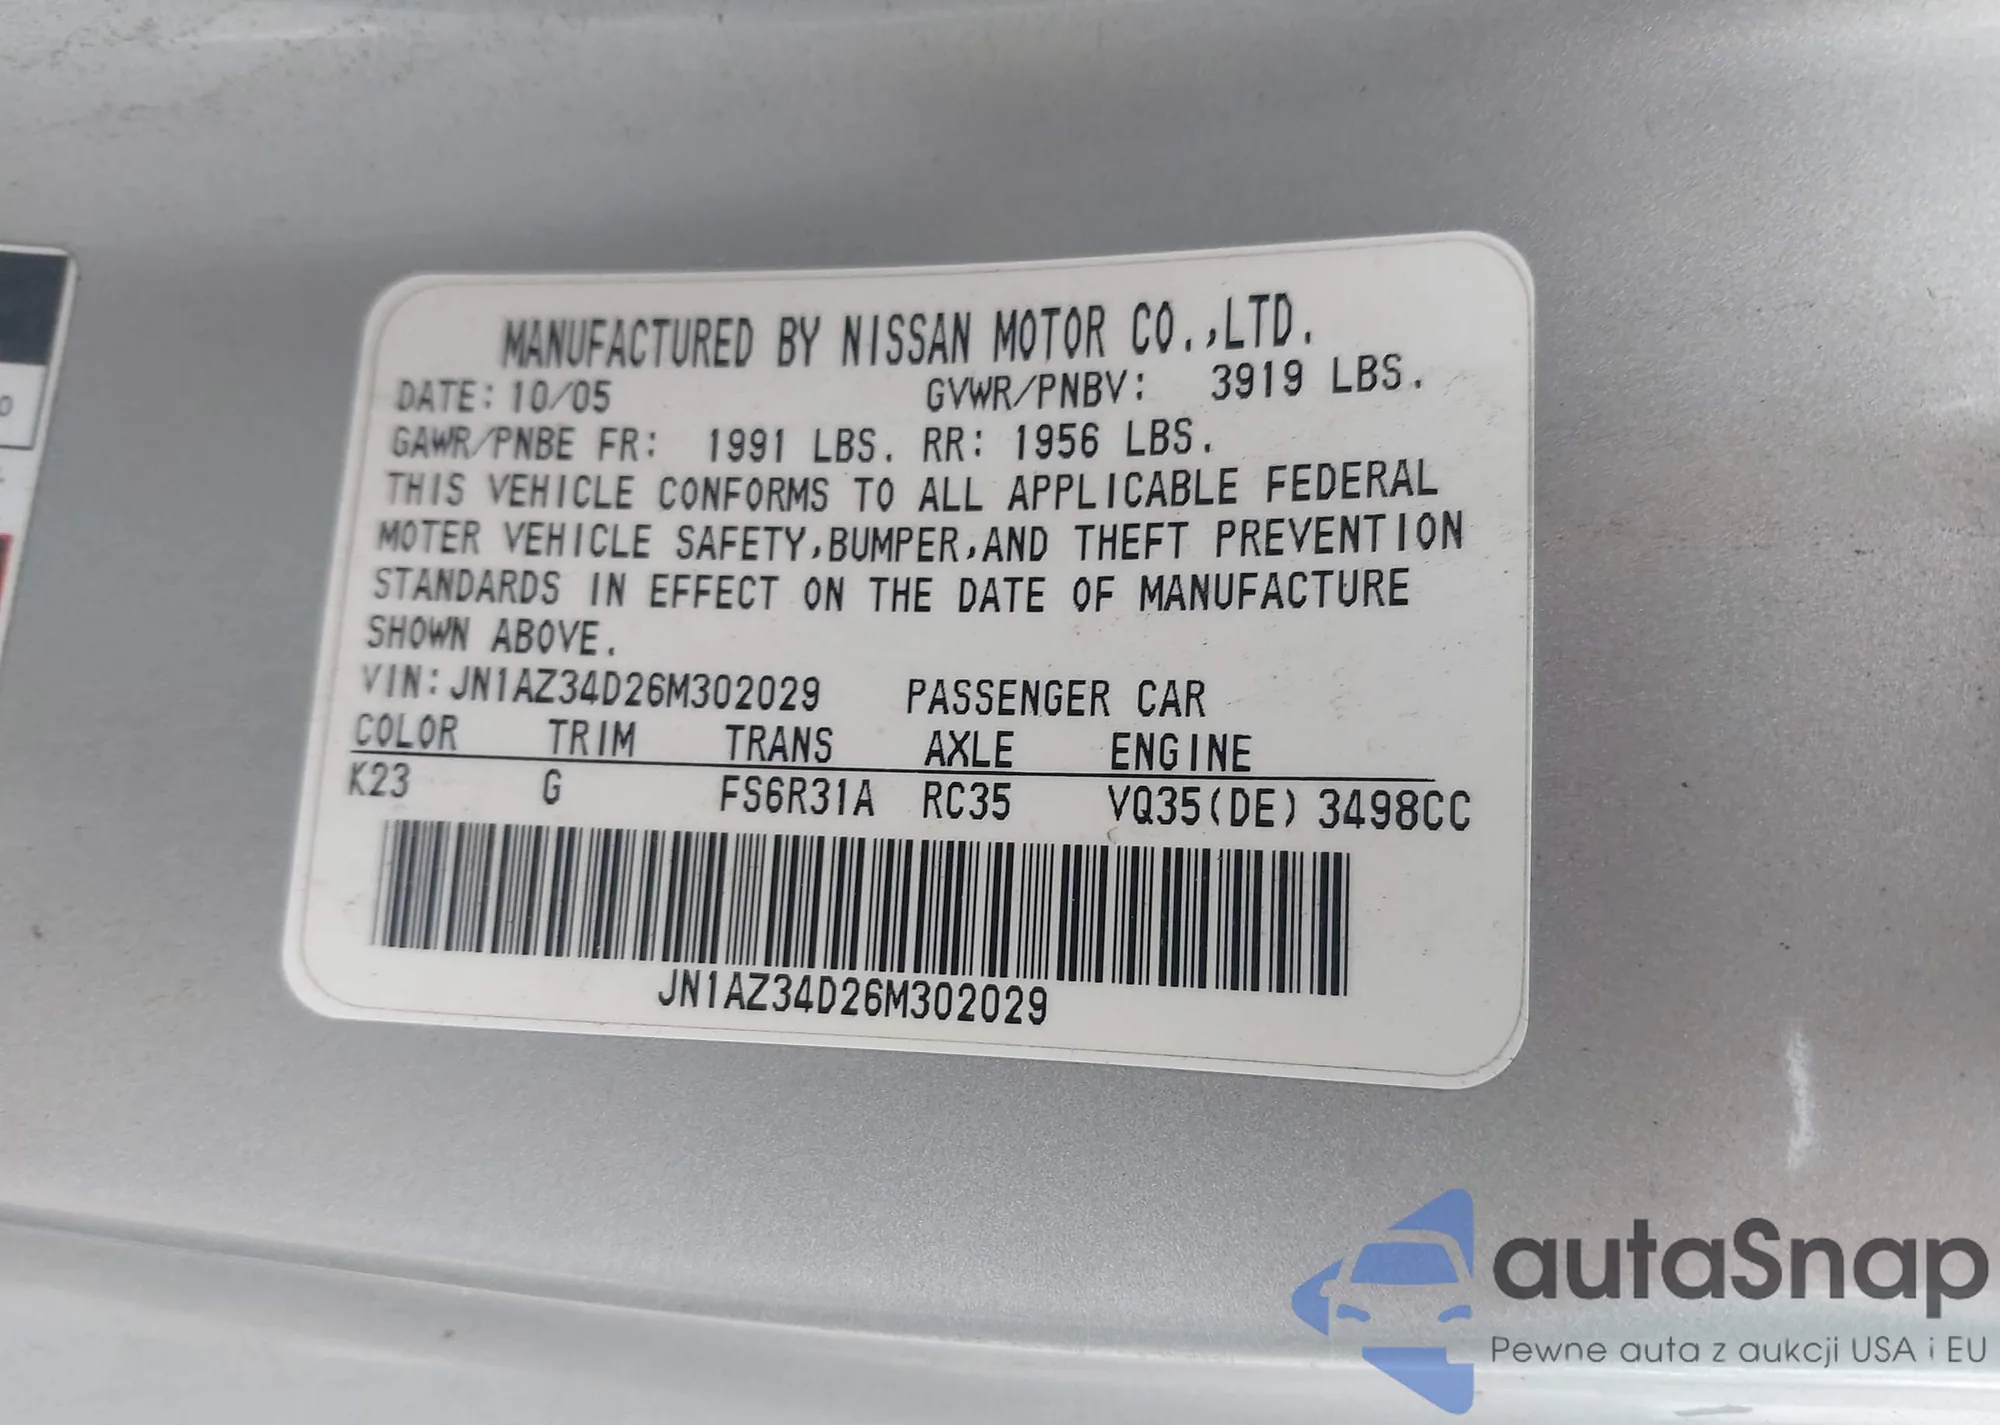 MANUFACTURED BY NISSAN MOTOR CO.,LTD.
DATE: 10/05 GVWR/PNBV: 3919 LBS.
GAWR/PNBE FR: 1991 LBS. RR: 1956 LBS.
THIS VEHICLE CONFORMS TO ALL APPLICABLE FEDERAL
MOTER VEHICLE SAFETY,BUMPER,AND THEFT PREVENTION
STANDARDS IN EFFECT ON THE DATE OF MANUFACTURE
SHOWN ABOVE.
VIN: JN1AZ34D26M302029 PASSENGER CAR
COLOR TRIM TRANS AXLE ENGINE
K23 G FS6R31A RC35 VQ35(DE) 3498CC
JN1AZ34D26M302029
autaSnap
Pewne auta z aukcji USA i EU